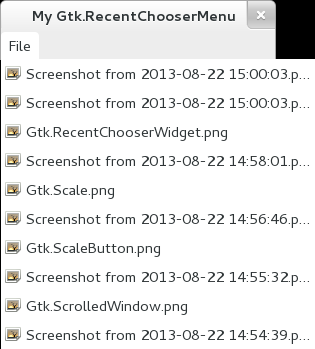 My Gtk.RecentChooserMenu
File
Screenshot from 2013-08-22 15:00:03.p...
Screenshot from 2013-08-22 15:00:03.p...
Gtk.RecentChooserWidget.png
Screenshot from 2013-08-22 14:58:01.p...
Gtk.Scale.png
Screenshot from 2013-08-22 14:56:46.p...
Gtk.ScaleButton.png
Screenshot from 2013-08-22 14:55:32.p...
Gtk.ScrolledWindow.png
Screenshot from 2013-08-22 14:54:39.p...